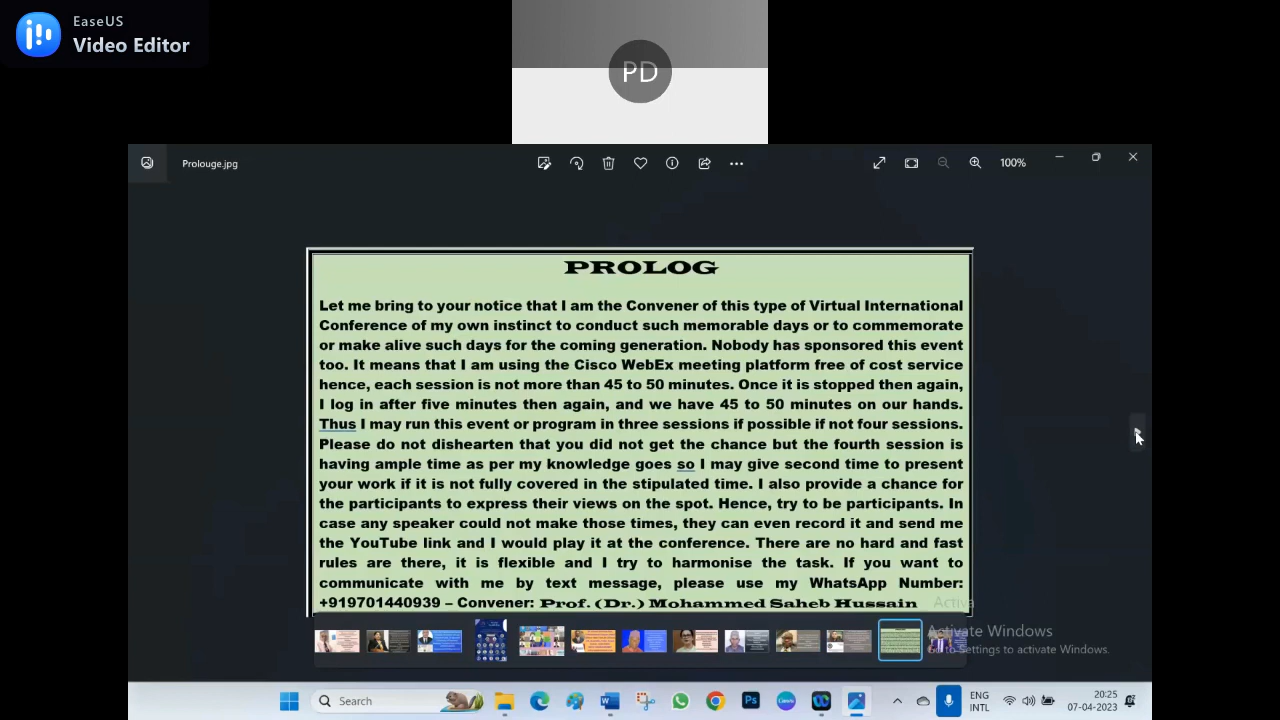 EaseUS
Video Editor
PD
Prolouge.jpg
100%
PROLOG
Let me bring to your notice that I am the Convener of this type of Virtual International
Conference of my own instinct to conduct such memorable days or to commemorate
or make alive such days for the coming generation. Nobody has sponsored this event
too. It means that I am using the Cisco WebEx meeting platform free of cost service
hence, each session is not more than 45 to 50 minutes. Once it is stopped then again,
I log in after five minutes then again, and we have 45 to 50 minutes on our hands.
Thus I may run this event or program in three sessions if possible if not four sessions.
Please do not dishearten that you did not get the chance but the fourth session is
having ample time as per my knowledge goes so I may give second time to present
your work if it is not fully covered in the stipulated time. I also provide a chance for
the participants to express their views on the spot. Hence, try to be participants. In
case any speaker could not make those times, they can even record it and send me
the YouTube link and I would play it at the conference. There are no hard and fast
rules are there, it is flexible and I try to harmonise the task. If you want to
communicate with me by text message, please use my WhatsApp Number:
+919701440939 – Convener: Prof. (Dr.) Mohammed Saheb Hussain
Activa
Activate Windows
Go to Settings to activate Windows.
Search
Ps
ENG
INTL
20:25
07-04-2023